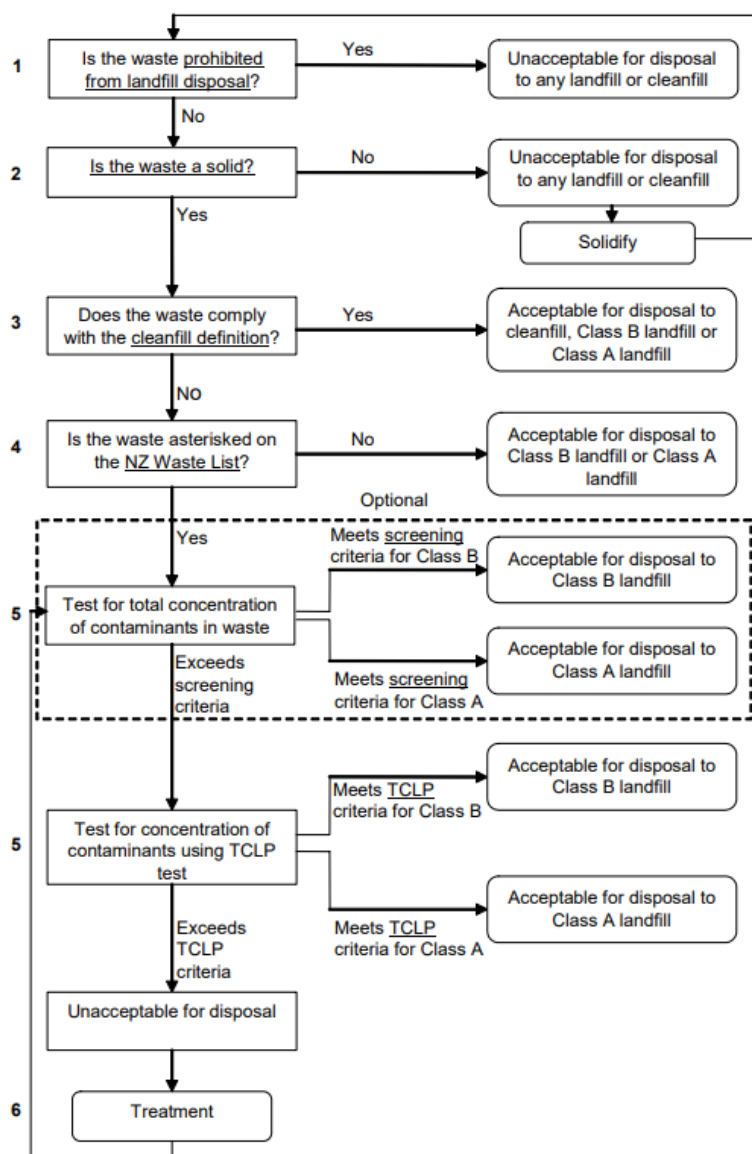 1
Is the waste prohibited
from landfill disposal?
Yes
Unacceptable for disposal
to any landfill or cleanfill
No
2
Is the waste a solid?
No
Unacceptable for disposal
to any landfill or cleanfill
Yes
Solidify
3
Does the waste comply
with the cleanfill definition?
Yes
Acceptable for disposal to
cleanfill, Class B landfill or
Class A landfill
No
4
Is the waste asterisked on
the NZ Waste List?
No
Acceptable for disposal to
Class B landfill or Class A
landfill
Optional
Yes
Meets screening
criteria for Class B
Acceptable for disposal to
Class B landfill
5
Test for total concentration
of contaminants in waste
Acceptable for disposal to
Class A landfill
Exceeds
screening
criteria
Meets screening
criteria for Class A
Meets TCLP
criteria for Class B
Acceptable for disposal to
Class B landfill
5
Test for concentration of
contaminants using TCLP
test
Acceptable for disposal to
Class A landfill
Exceeds
TCLP
criteria
Meets TCLP
criteria for Class A
Unacceptable for disposal
6
Treatment